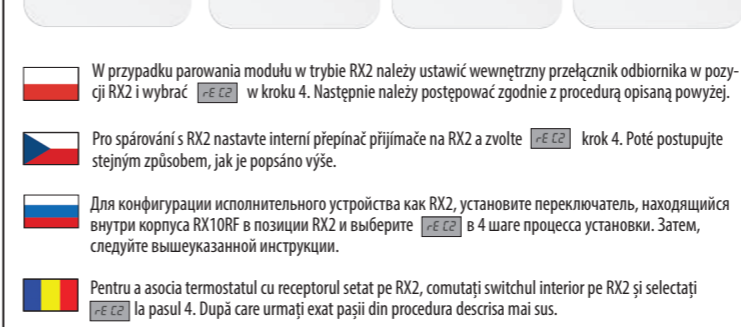 W przypadku parowania modułu w trybie RX2 należy ustawić wewnętrzny przełącznik odbiornika w pozy-
cji RX2 i wybrać rE C2 w kroku 4. Następnie należy postępować zgodnie z procedurą opisaną powyżej.
Pro spárování s RX2 nastavte interní přepínač přijímače na RX2 a zvolte rE C2 krok 4. Poté postupujte
stejným způsobem, jak je popsáno výše.
Для конфигурации исполнительного устройства как RX2, установите переключатель, находящийся
внутри корпуса RX10RF в позиции RX2 и выберите rE C2 в 4 шаге процесса установки. Затем,
следуйте вышеуказанной инструкции.
Pentru a asocia termostatul cu receptorul setat pe RX2, comutați switchul interior pe RX2 și selectați
rE C2 la pasul 4. După care urmați exat pașii din procedura descrisa mai sus.